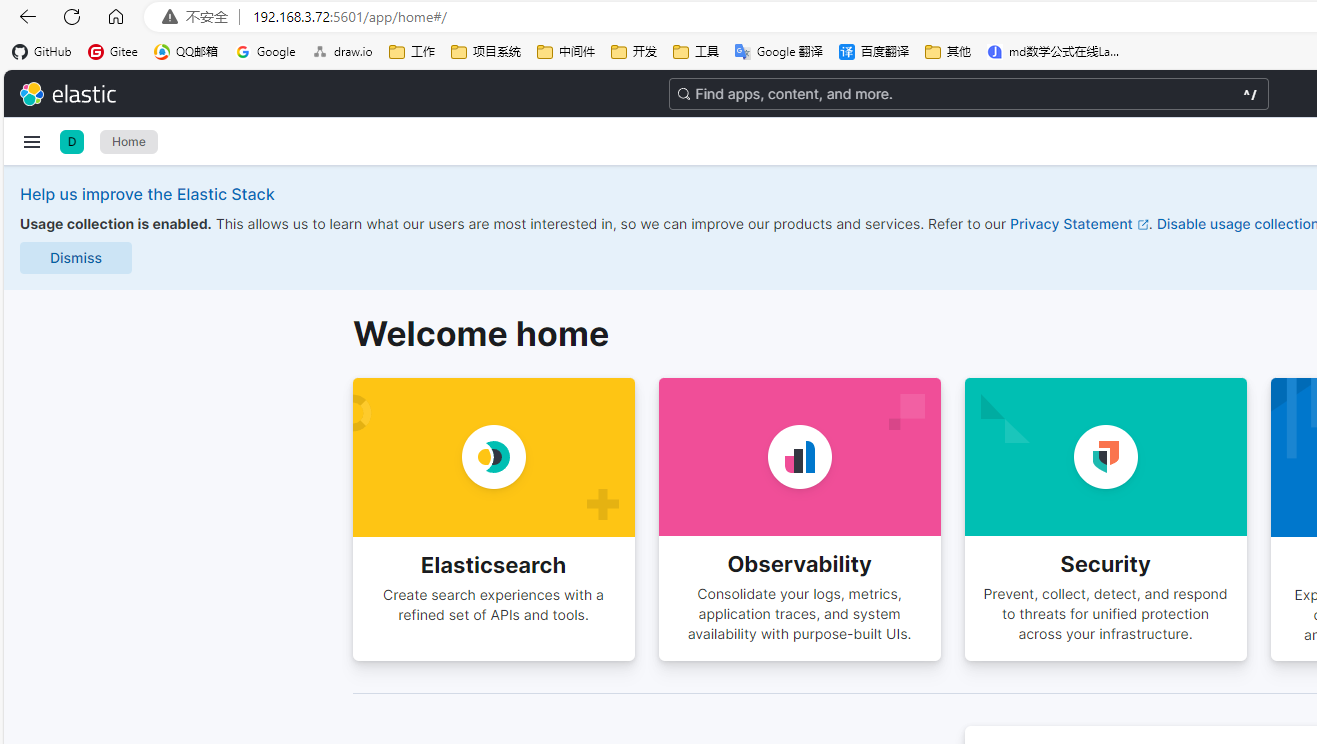 不安全 192.168.3.72:5601/app/home#/
GitHub Gitee QQ邮箱 Google draw.io 工作 项目系统 中间件 开发 工具 Google 翻译 译 百度翻译 其他 md数学公式在线La...
elastic Find apps, content, and more. ^/
D Home
Help us improve the Elastic Stack
Usage collection is enabled. This allows us to learn what our users are most interested in, so we can improve our products and services. Refer to our Privacy Statement. Disable usage collection
Dismiss
Welcome home
Elasticsearch
Create search experiences with a
refined set of APIs and tools.
Observability
Consolidate your logs, metrics,
application traces, and system
availability with purpose-built UIs.
Security
Prevent, collect, detect, and respond
to threats for unified protection
across your infrastructure.